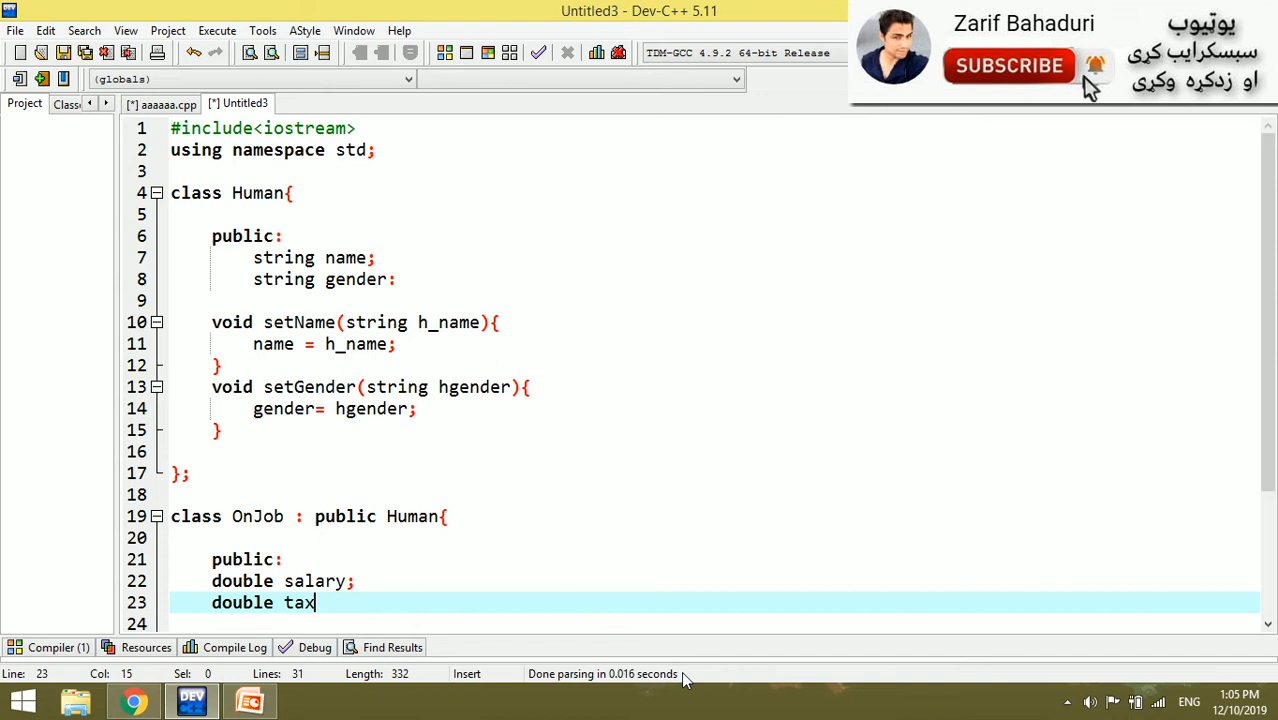 Untitled3 - Dev-C++ 5.11
Zarif Bahaduri
SUBSCRIBE
یوټیوب
سبسکرایب کړی
او زدکړه وکړی
File Edit Search View Project Execute Tools AStyle Window Help
TDM-GCC 4.9.2 64-bit Release
(globals)
Project Classe [*] aaaaaa.cpp [*] Untitled3
1 #include<iostream>
2 using namespace std;
3
4 class Human{
5
6 public:
7 string name;
8 string gender:
9
10 void setName(string h_name){
11 name = h_name;
12 }
13 void setGender(string hgender){
14 gender= hgender;
15 }
16
17 };
18
19 class OnJob : public Human{
20
21 public:
22 double salary;
23 double tax
24
Compiler (1) Resources Compile Log Debug Find Results
Line: 23 Col: 15 Sel: 0 Lines: 31 Length: 332 Insert Done parsing in 0.016 seconds
DEV C++ ENG 1:05 PM
12/10/2019